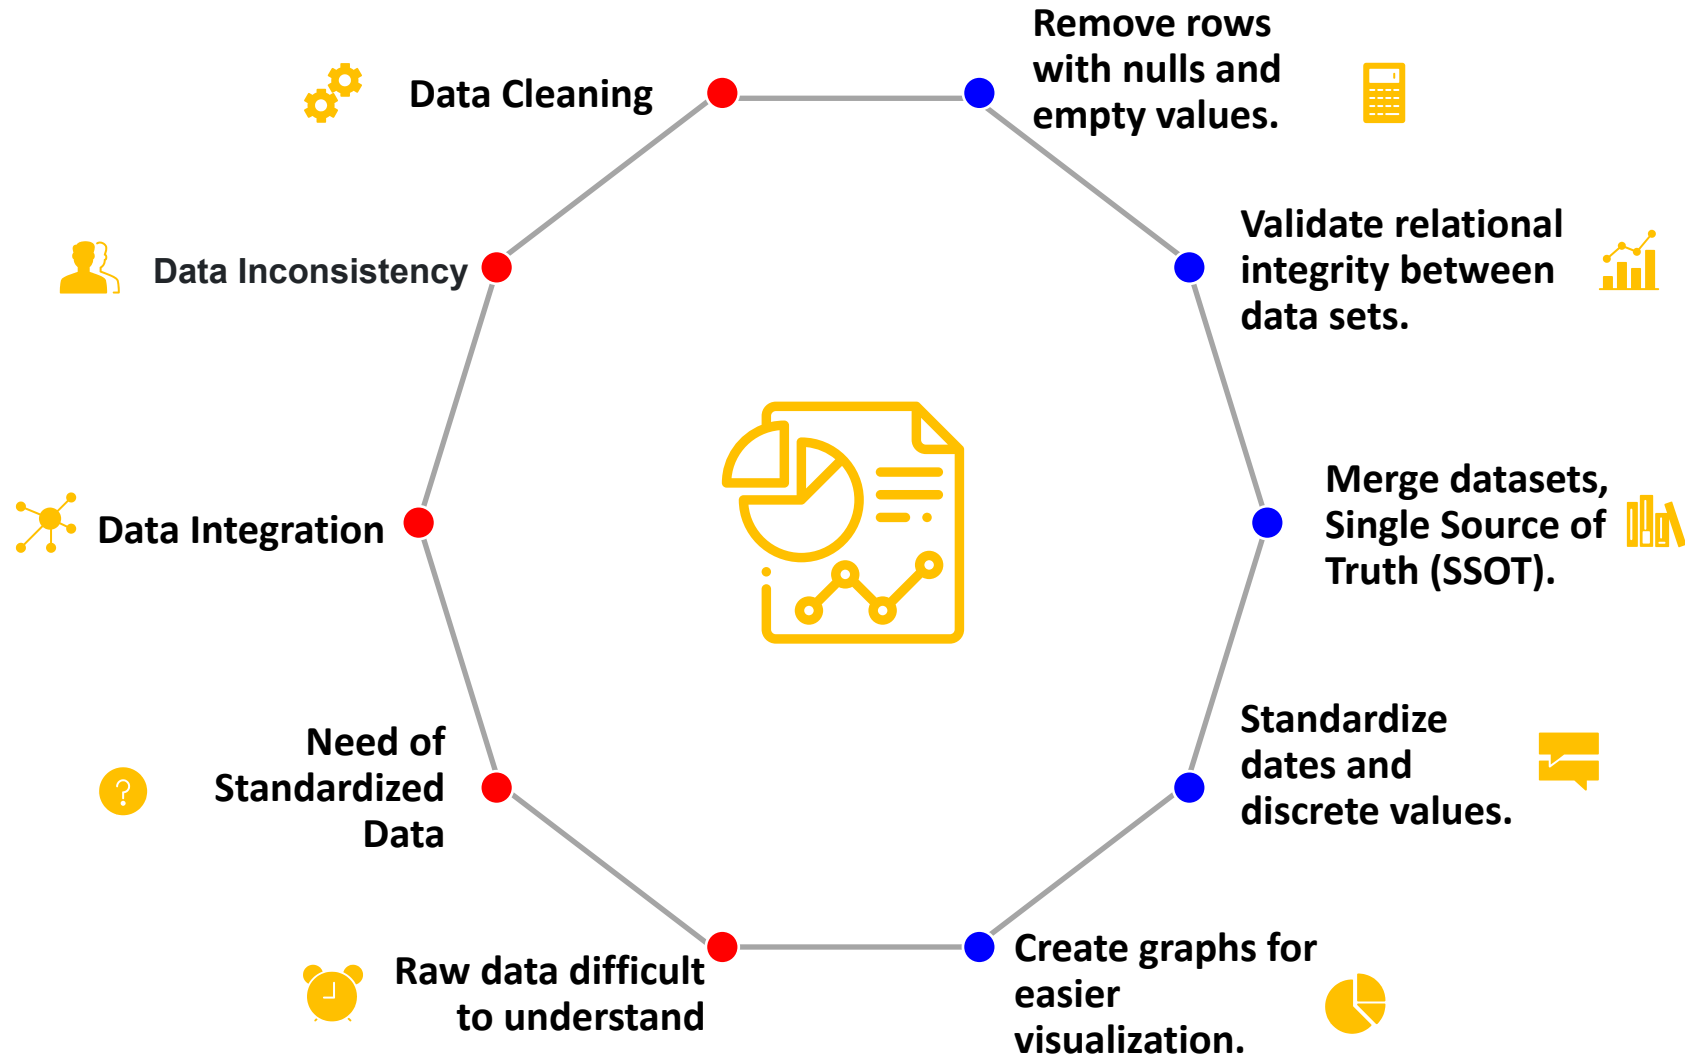 Data Cleaning
Remove rows
with nulls and
empty values.
Data Inconsistency
Validate relational
integrity between
data sets.
Data Integration
Merge datasets,
Single Source of
Truth (SSOT).
Need of
Standardized
Data
?
Standardize
dates and
discrete values.
Raw data difficult
to understand
Create graphs for
easier
visualization.